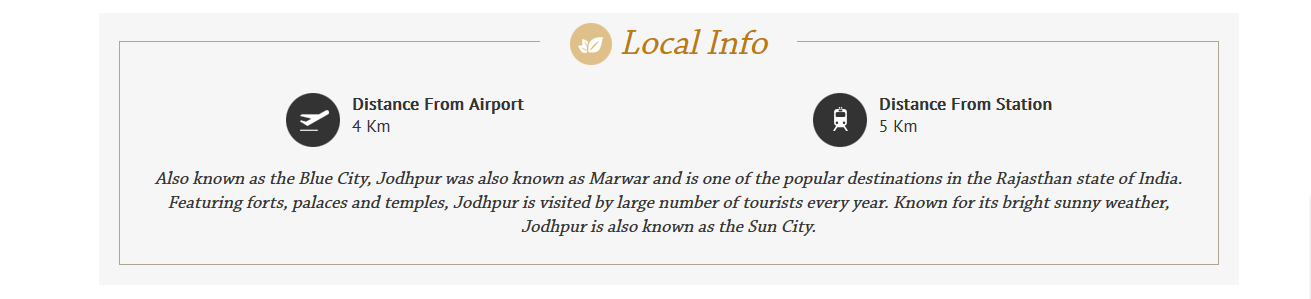 Local Info
Distance From Airport
4 Km
Distance From Station
5 Km
Also known as the Blue City, Jodhpur was also known as Marwar and is one of the popular destinations in the Rajasthan state of India.
Featuring forts, palaces and temples, Jodhpur is visited by large number of tourists every year. Known for its bright sunny weather,
Jodhpur is also known as the Sun City.